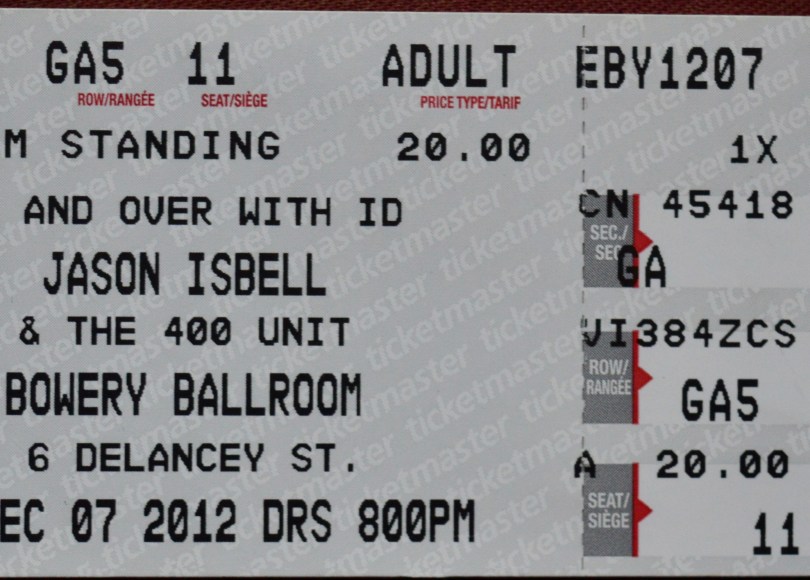 GA5 11 ADULT EBY1207
ROW/RANGÉE SEAT/SIÈGE PRICE TYPE/TARIF
M STANDING 20.00 1X
AND OVER WITH ID CN 45418
SEC./
SEC
JASON ISBELL GA
& THE 400 UNIT VI384ZCS
ROW/
RANGÉE
BOWERY BALLROOM GA5
6 DELANCEY ST. A 20.00
SEAT/
SIÈGE
EC 07 2012 DRS 800PM 11